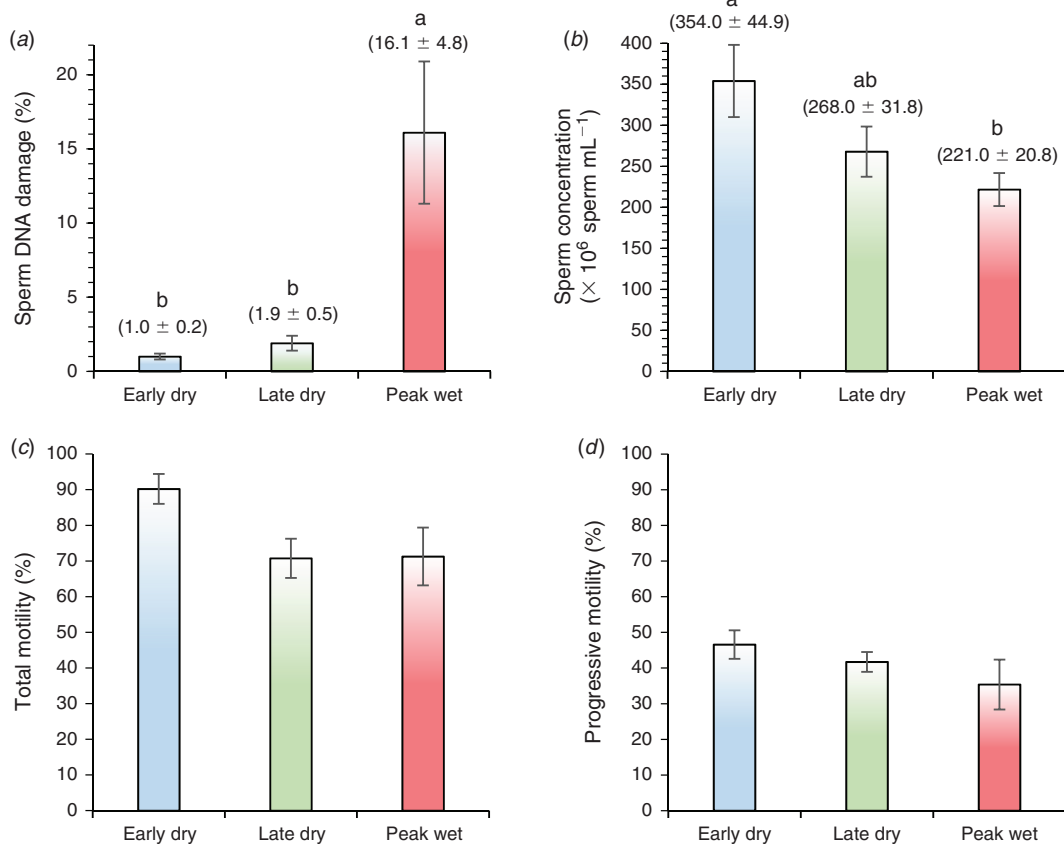 (a)
Sperm DNA damage (%)
20
15
10
5
0
b
(1.0 ± 0.2)
b
(1.9 ± 0.5)
a
(16.1 ± 4.8)
Early dry
Late dry
Peak wet
(b)
Sperm concentration
(× 10⁶ sperm mL⁻¹)
400
350
300
250
200
150
100
50
0
a
(354.0 ± 44.9)
ab
(268.0 ± 31.8)
b
(221.0 ± 20.8)
Early dry
Late dry
Peak wet
(c)
Total motility (%)
100
90
80
70
60
50
40
30
20
10
0
Early dry
Late dry
Peak wet
(d)
Progressive motility (%)
100
90
80
70
60
50
40
30
20
10
0
Early dry
Late dry
Peak wet